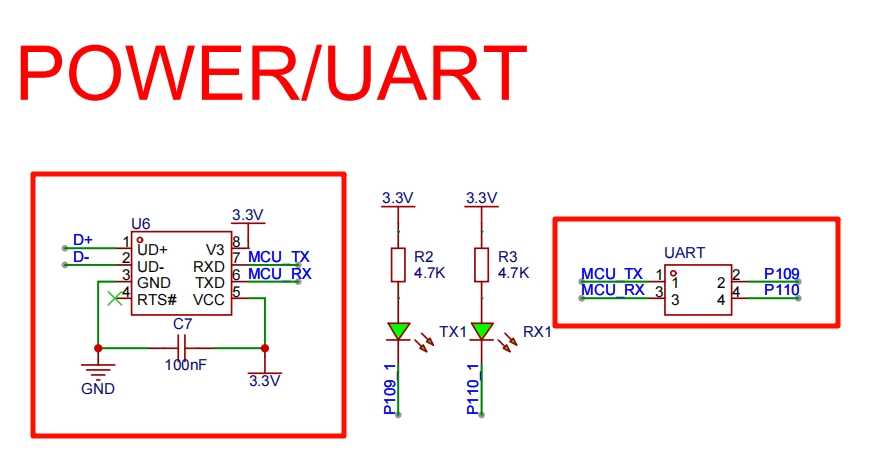 POWER/UART
U6
3.3V
D+
D-
1
2
3
4
UD+
UD-
GND
RTS#
V3
RXD
TXD
VCC
8
7
6
5
MCU_TX
MCU_RX
C7
100nF
GND
3.3V
3.3V
R2
4.7K
TX1
P109_1
3.3V
R3
4.7K
RX1
P110_1
UART
MCU_TX 1 1 2 2 P109
MCU_RX 3 3 4 4 P110